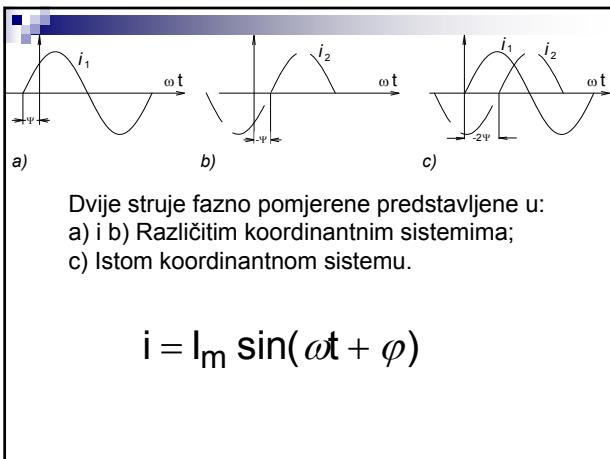 i₁
ωt
-Ψ
a)
i₂
ωt
-Ψ
b)
i₁
i₂
ωt
-2Ψ
c)
Dvije struje fazno pomjerene predstavljene u:
a) i b) Različitim koordinantnim sistemima;
c) Istom koordinantnom sistemu.
i = Iₘ sin(ωt + φ)